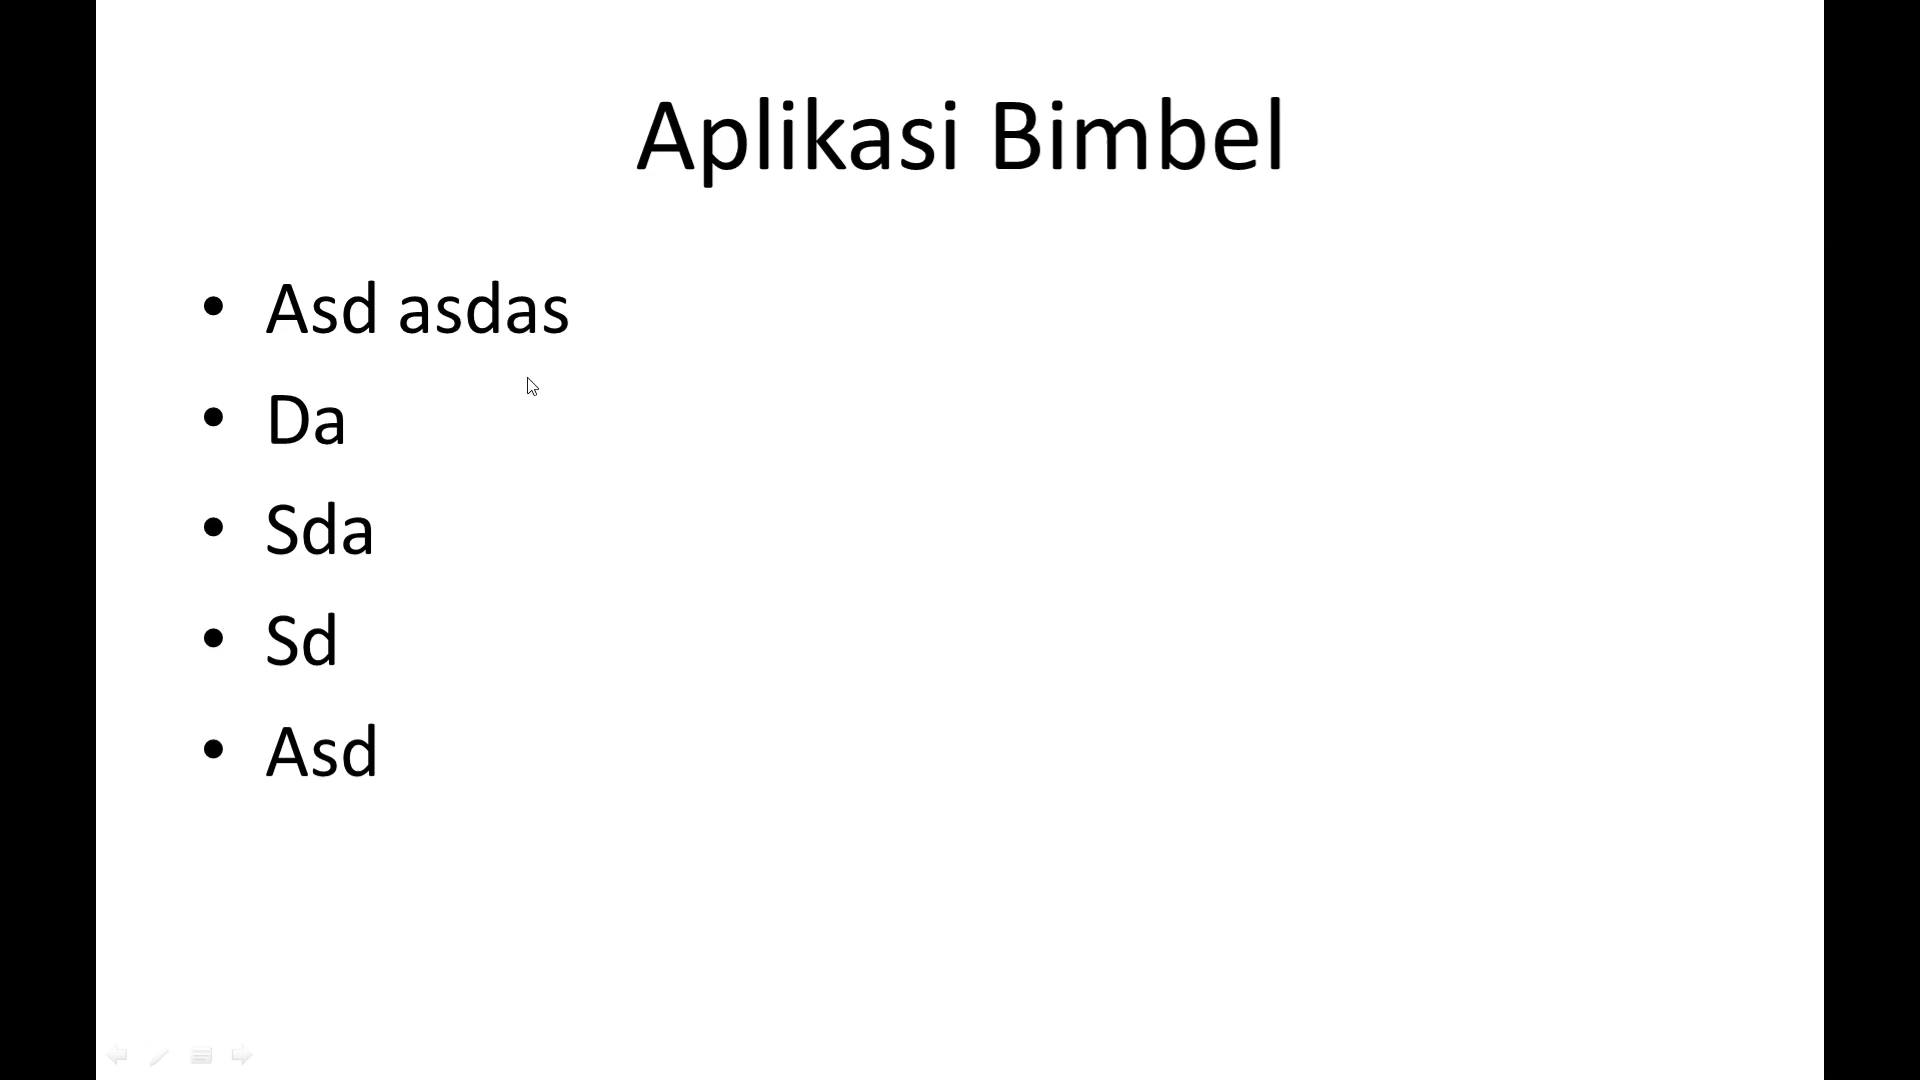 Aplikasi Bimbel
• Asd asdas
• Da
• Sda
• Sd
• Asd